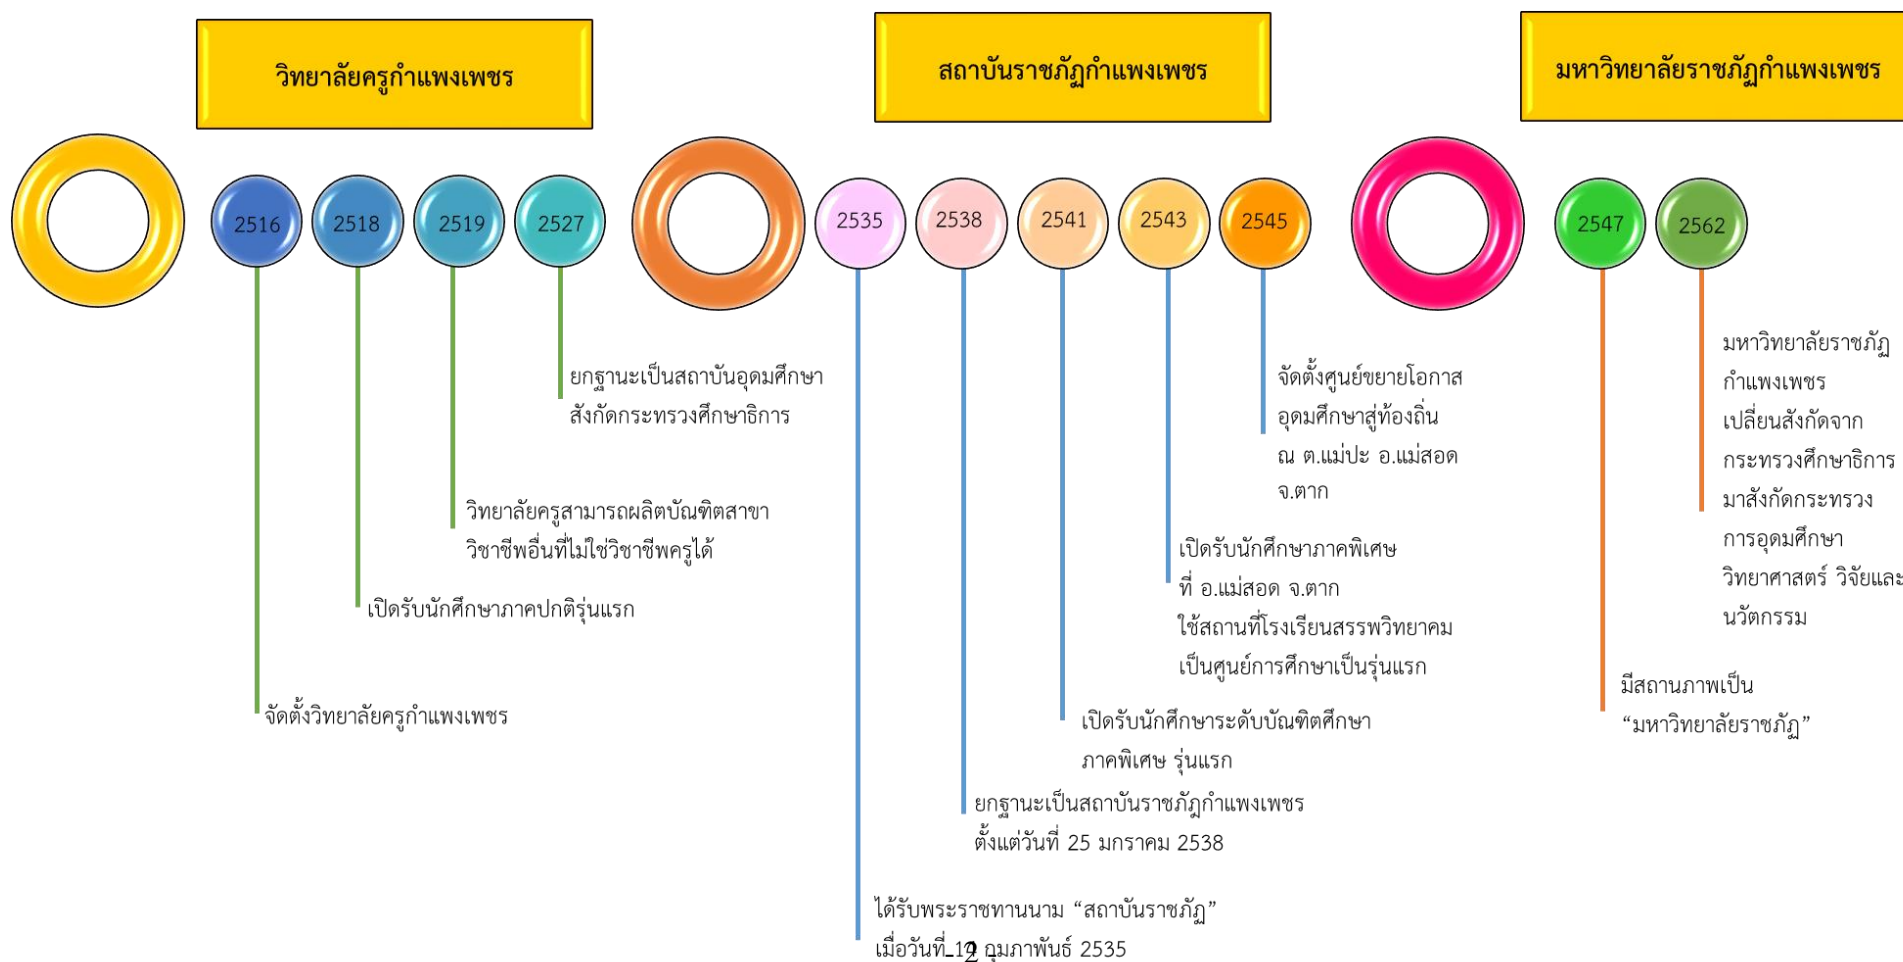 วิทยาลัยครูกำแพงเพชร
2516
2518
2519
2527
ยกฐานะเป็นสถาบันอุดมศึกษา
สังกัดกระทรวงศึกษาธิการ
วิทยาลัยครูสามารถผลิตบัณฑิตสาขา
วิชาชีพอื่นที่ไม่ใช่วิชาชีพครูได้
เปิดรับนักศึกษาภาคปกติรุ่นแรก
จัดตั้งวิทยาลัยครูกำแพงเพชร
สถาบันราชภัฏกำแพงเพชร
2535
2538
2541
2543
2545
จัดตั้งศูนย์ขยายโอกาส
อุดมศึกษาสู่ท้องถิ่น
ณ ต.แม่ปะ อ.แม่สอด
จ.ตาก
เปิดรับนักศึกษาภาคพิเศษ
ที่ อ.แม่สอด จ.ตาก
ใช้สถานที่โรงเรียนสรรพวิทยาคม
เป็นศูนย์การศึกษาเป็นรุ่นแรก
เปิดรับนักศึกษาระดับบัณฑิตศึกษา
ภาคพิเศษ รุ่นแรก
ยกฐานะเป็นสถาบันราชภัฏกำแพงเพชร
ตั้งแต่วันที่ 25 มกราคม 2538
ได้รับพระราชทานนาม “สถาบันราชภัฏ”
เมื่อวันที่ กุมภาพันธ์ 2535
- 2 -
มหาวิทยาลัยราชภัฏกำแพงเพชร
2547
2562
มหาวิทยาลัยราชภัฏ
กำแพงเพชร
เปลี่ยนสังกัดจาก
กระทรวงศึกษาธิการ
มาสังกัดกระทรวง
การอุดมศึกษา
วิทยาศาสตร์ วิจัยและ
นวัตกรรม
มีสถานภาพเป็น
“มหาวิทยาลัยราชภัฏ”